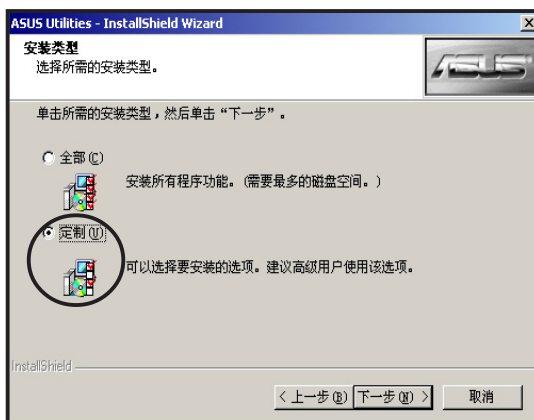 ASUS Utilities - InstallShield Wizard
安装类型
选择所需的安装类型。
ASUS
单击所需的安装类型,然后单击“下一步”。
全部(C)
安装所有程序功能。(需要最多的磁盘空间。)
定制(U)
可以选择要安装的选项。建议高级用户使用该选项。
InstallShield
< 上一步(B) 下一步(N) > 取消